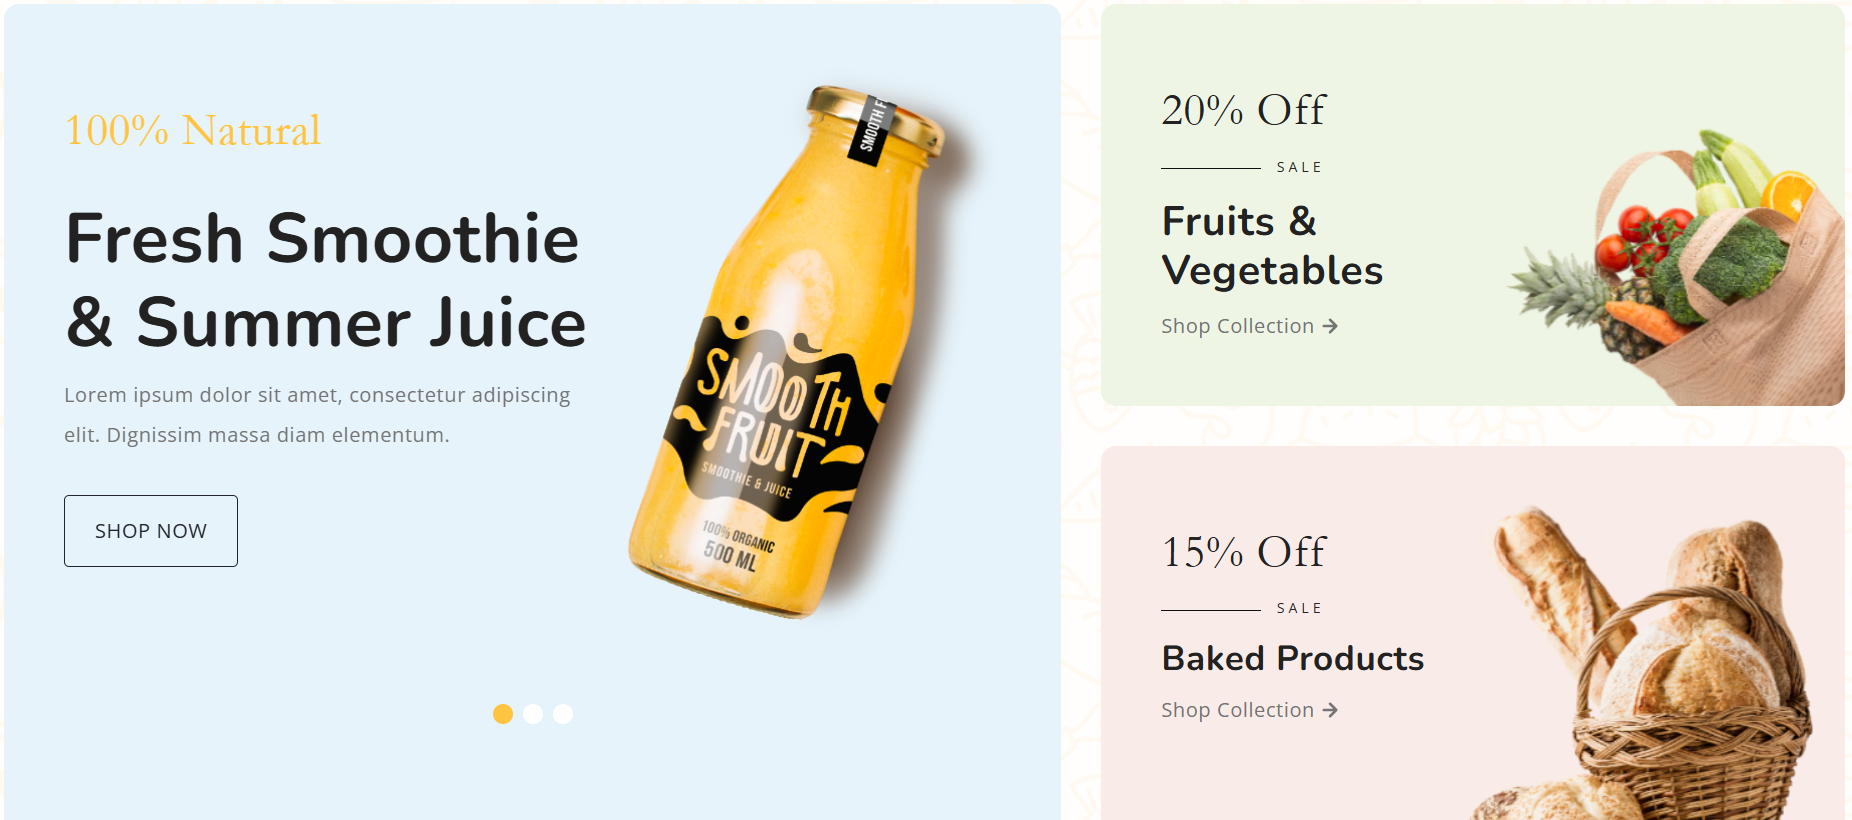 100% Natural
Fresh Smoothie
& Summer Juice
Lorem ipsum dolor sit amet, consectetur adipiscing
elit. Dignissim massa diam elementum.
SHOP NOW
SMOOTH F
SMOOTH
FRUIT
SMOOTHIE & JUICE
100% ORGANIC
500 ML
20% Off
SALE
Fruits &
Vegetables
Shop Collection →
15% Off
SALE
Baked Products
Shop Collection →